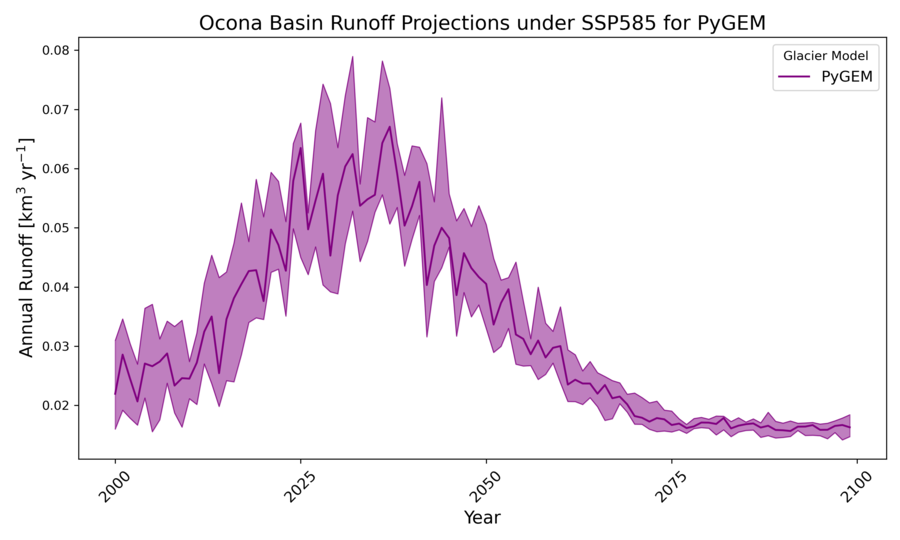 Ocona Basin Runoff Projections under SSP585 for PyGEM
Glacier Model
PyGEM
Annual Runoff [km³ yr⁻¹]
0.08
0.07
0.06
0.05
0.04
0.03
0.02
2000
2025
2050
2075
2100
Year